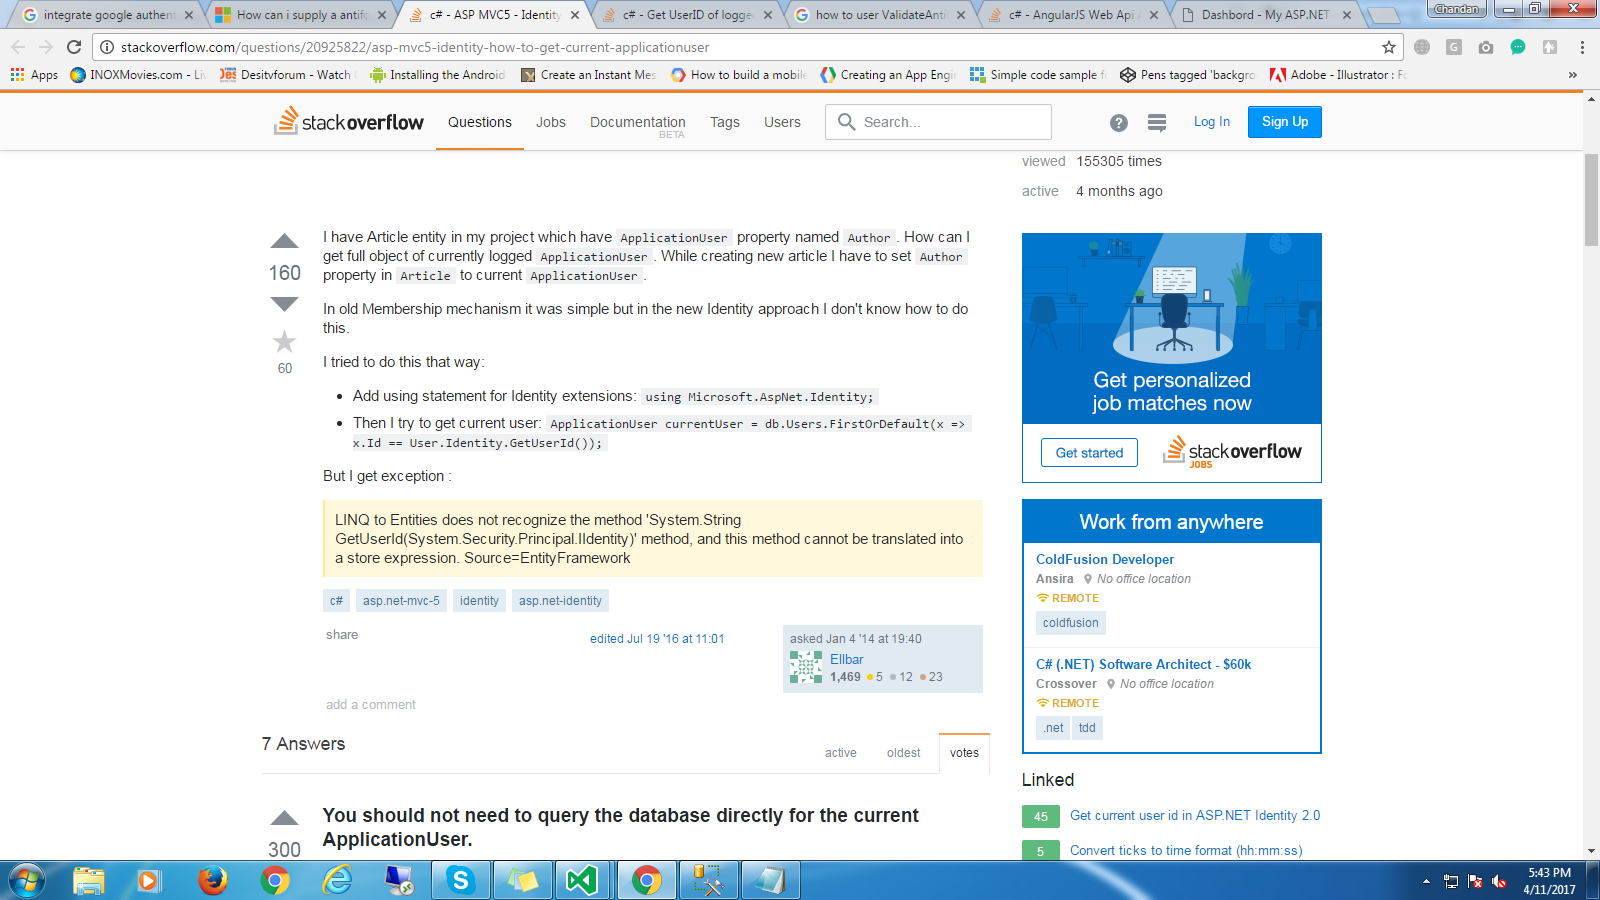 integrate google authent
How can i supply a antifo
c# - ASP MVC5 - Identity
c# - Get UserID of logge
how to user ValidateAnti
c# - AngularJS Web Api
Dashbord - My ASP.NET
Chandan
stackoverflow.com/questions/20925822/asp-mvc5-identity-how-to-get-current-applicationuser
Apps
INOXMovies.com - Liv
Desitvforum - Watch
Installing the Android
Create an Instant Mes
How to build a mobile
Creating an App Engi
Simple code sample f
Pens tagged 'backgro
Adobe - Illustrator : Fo
stackoverflow
Questions
Jobs
Documentation
BETA
Tags
Users
Search...
Log In
Sign Up
viewed 155305 times
active 4 months ago
160
60
I have Article entity in my project which have ApplicationUser property named Author . How can I
get full object of currently logged ApplicationUser . While creating new article I have to set Author
property in Article to current ApplicationUser .
In old Membership mechanism it was simple but in the new Identity approach I don't know how to do
this.
I tried to do this that way:
• Add using statement for Identity extensions: using Microsoft.AspNet.Identity;
• Then I try to get current user: ApplicationUser currentUser = db.Users.FirstOrDefault(x =>
x.Id == User.Identity.GetUserId());
But I get exception :
LINQ to Entities does not recognize the method 'System.String
GetUserId(System.Security.Principal.IIdentity)' method, and this method cannot be translated into
a store expression. Source=EntityFramework
c# asp.net-mvc-5 identity asp.net-identity
share
edited Jul 19 '16 at 11:01
asked Jan 4 '14 at 19:40
Ellbar
1,469 5 12 23
add a comment
7 Answers
active oldest votes
300
You should not need to query the database directly for the current
ApplicationUser.
Get personalized
job matches now
Get started
stackoverflow
JOBS
Work from anywhere
ColdFusion Developer
Ansira No office location
REMOTE
coldfusion
C# (.NET) Software Architect - $60k
Crossover No office location
REMOTE
.net tdd
Linked
45 Get current user id in ASP.NET Identity 2.0
5 Convert ticks to time format (hh:mm:ss)
5:43 PM
4/11/2017